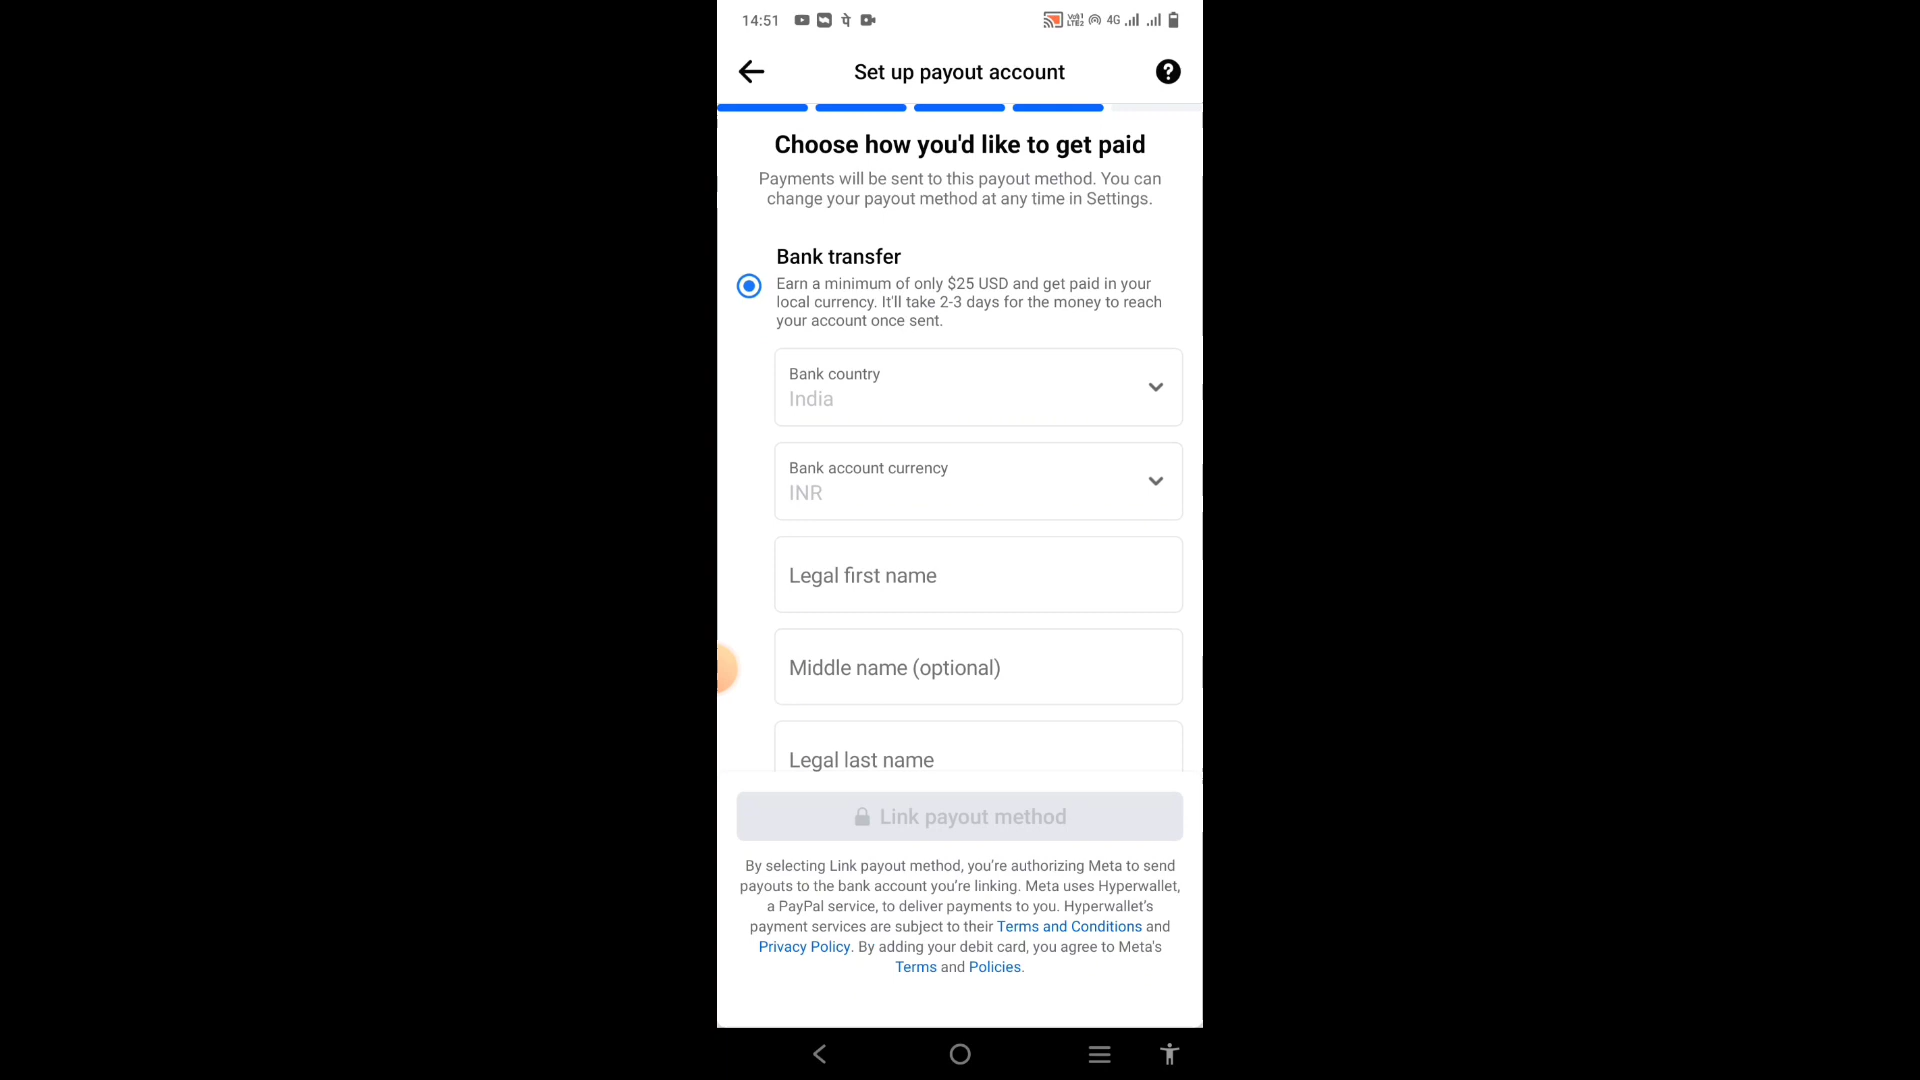 14:51
Vo)) LTE2 4G
Set up payout account
Choose how you'd like to get paid
Payments will be sent to this payout method. You can
change your payout method at any time in Settings.
Bank transfer
Earn a minimum of only $25 USD and get paid in your
local currency. It'll take 2-3 days for the money to reach
your account once sent.
Bank country
India
Bank account currency
INR
Legal first name
Middle name (optional)
Legal last name
Link payout method
By selecting Link payout method, you’re authorizing Meta to send
payouts to the bank account you’re linking. Meta uses Hyperwallet,
a PayPal service, to deliver payments to you. Hyperwallet’s
payment services are subject to their Terms and Conditions and
Privacy Policy. By adding your debit card, you agree to Meta's
Terms and Policies.